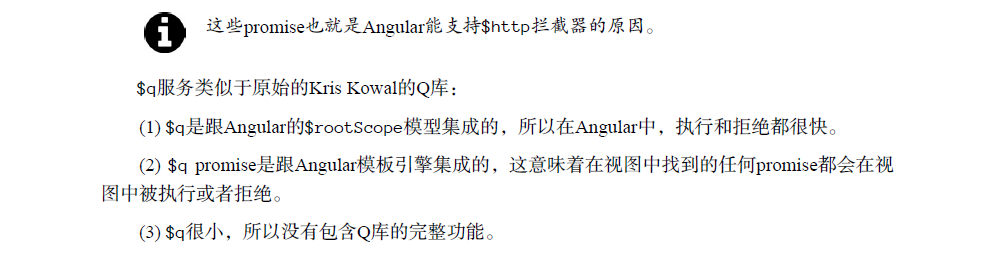 这些promise也就是Angular能支持$http拦截器的原因。
$q服务类似于原始的Kris Kowal的Q库：
(1) $q是跟Angular的$rootScope模型集成的，所以在Angular中，执行和拒绝都很快。
(2) $q promise是跟Angular模板引擎集成的，这意味着在视图中找到的任何promise都会在视
图中被执行或者拒绝。
(3) $q很小，所以没有包含Q库的完整功能。